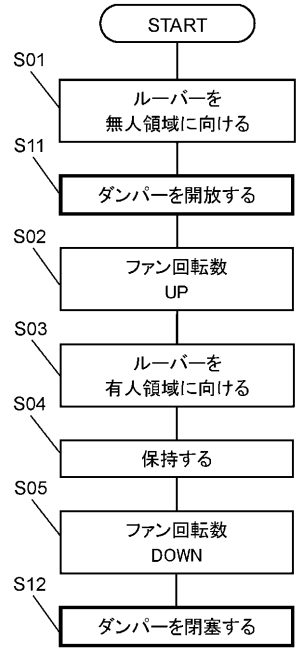 START
S01
ルーバーを
無人領域に向ける
S11
ダンパーを開放する
S02
ファン回転数
UP
S03
ルーバーを
有人領域に向ける
S04
保持する
S05
ファン回転数
DOWN
S12
ダンパーを閉塞する